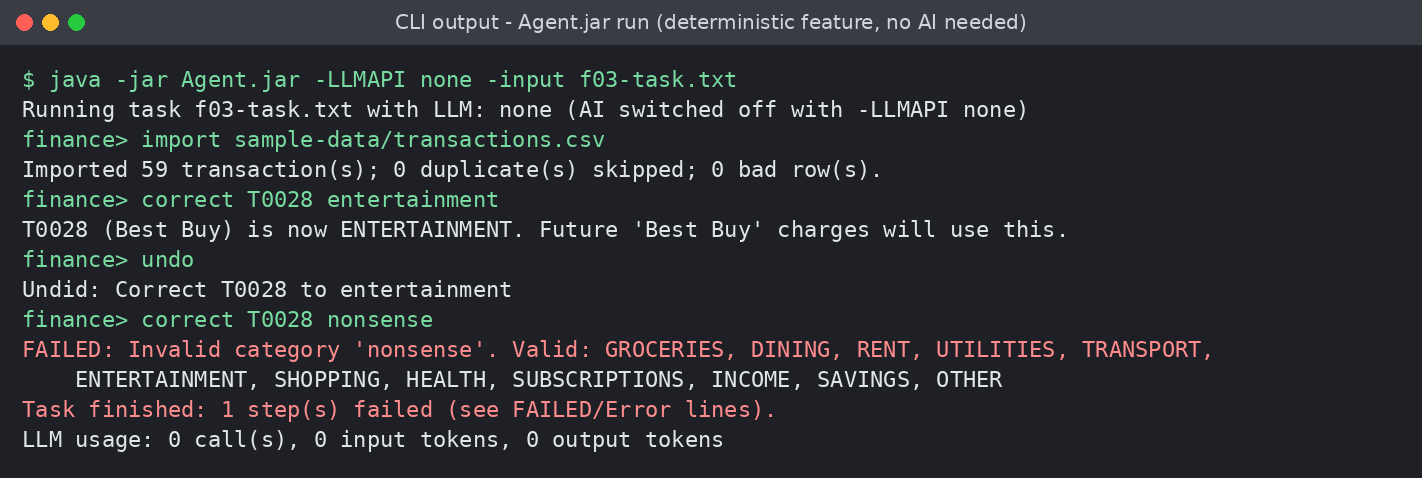 CLI output - Agent.jar run (deterministic feature, no AI needed)
$ java -jar Agent.jar -LLMAPI none -input f03-task.txt
Running task f03-task.txt with LLM: none (AI switched off with -LLMAPI none)
finance> import sample-data/transactions.csv
Imported 59 transaction(s); 0 duplicate(s) skipped; 0 bad row(s).
finance> correct T0028 entertainment
T0028 (Best Buy) is now ENTERTAINMENT. Future 'Best Buy' charges will use this.
finance> undo
Undid: Correct T0028 to entertainment
finance> correct T0028 nonsense
FAILED: Invalid category 'nonsense'. Valid: GROCERIES, DINING, RENT, UTILITIES, TRANSPORT,
    ENTERTAINMENT, SHOPPING, HEALTH, SUBSCRIPTIONS, INCOME, SAVINGS, OTHER
Task finished: 1 step(s) failed (see FAILED/Error lines).
LLM usage: 0 call(s), 0 input tokens, 0 output tokens